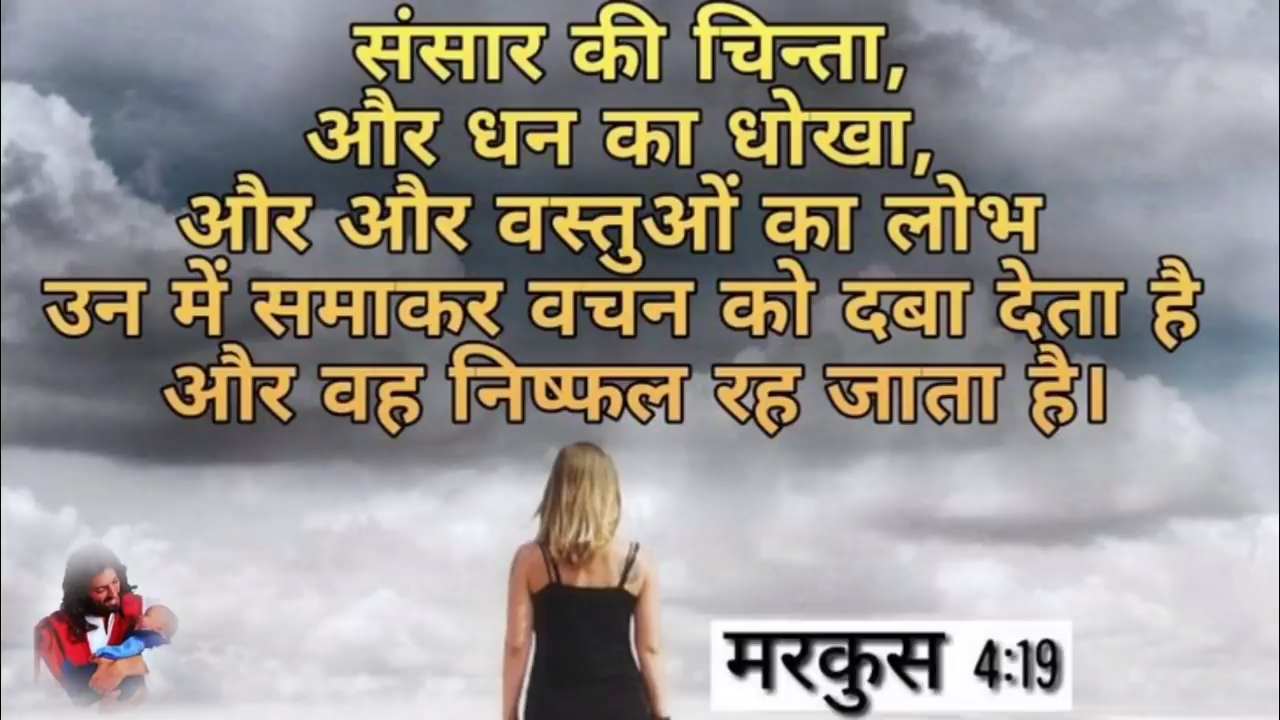 संसार की चिन्ता,
और धन का धोखा,
और और वस्तुओं का लोभ
उन में समाकर वचन को दबा देता है
और वह निष्फल रह जाता है।
मरकुस 4:19